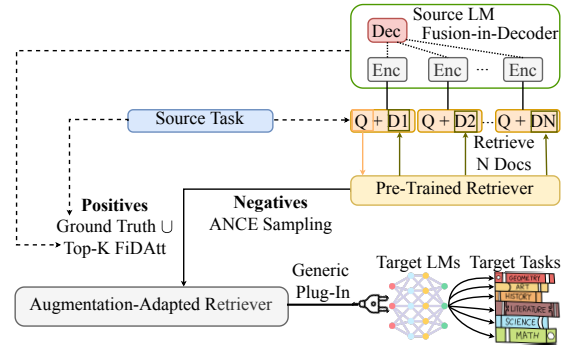 Source LM
Fusion-in-Decoder
Dec
Enc
Enc
...
Enc
Source Task
Q + D1
Q + D2
...
Q + DN
Retrieve
N Docs
Pre-Trained Retriever
Positives
Ground Truth ∪
Top-K FiDAtt
Negatives
ANCE Sampling
Augmentation-Adapted Retriever
Generic
Plug-In
Target LMs
Target Tasks
GEOMETRY
ART
HISTORY
LITERATURE
SCIENCE
MATH